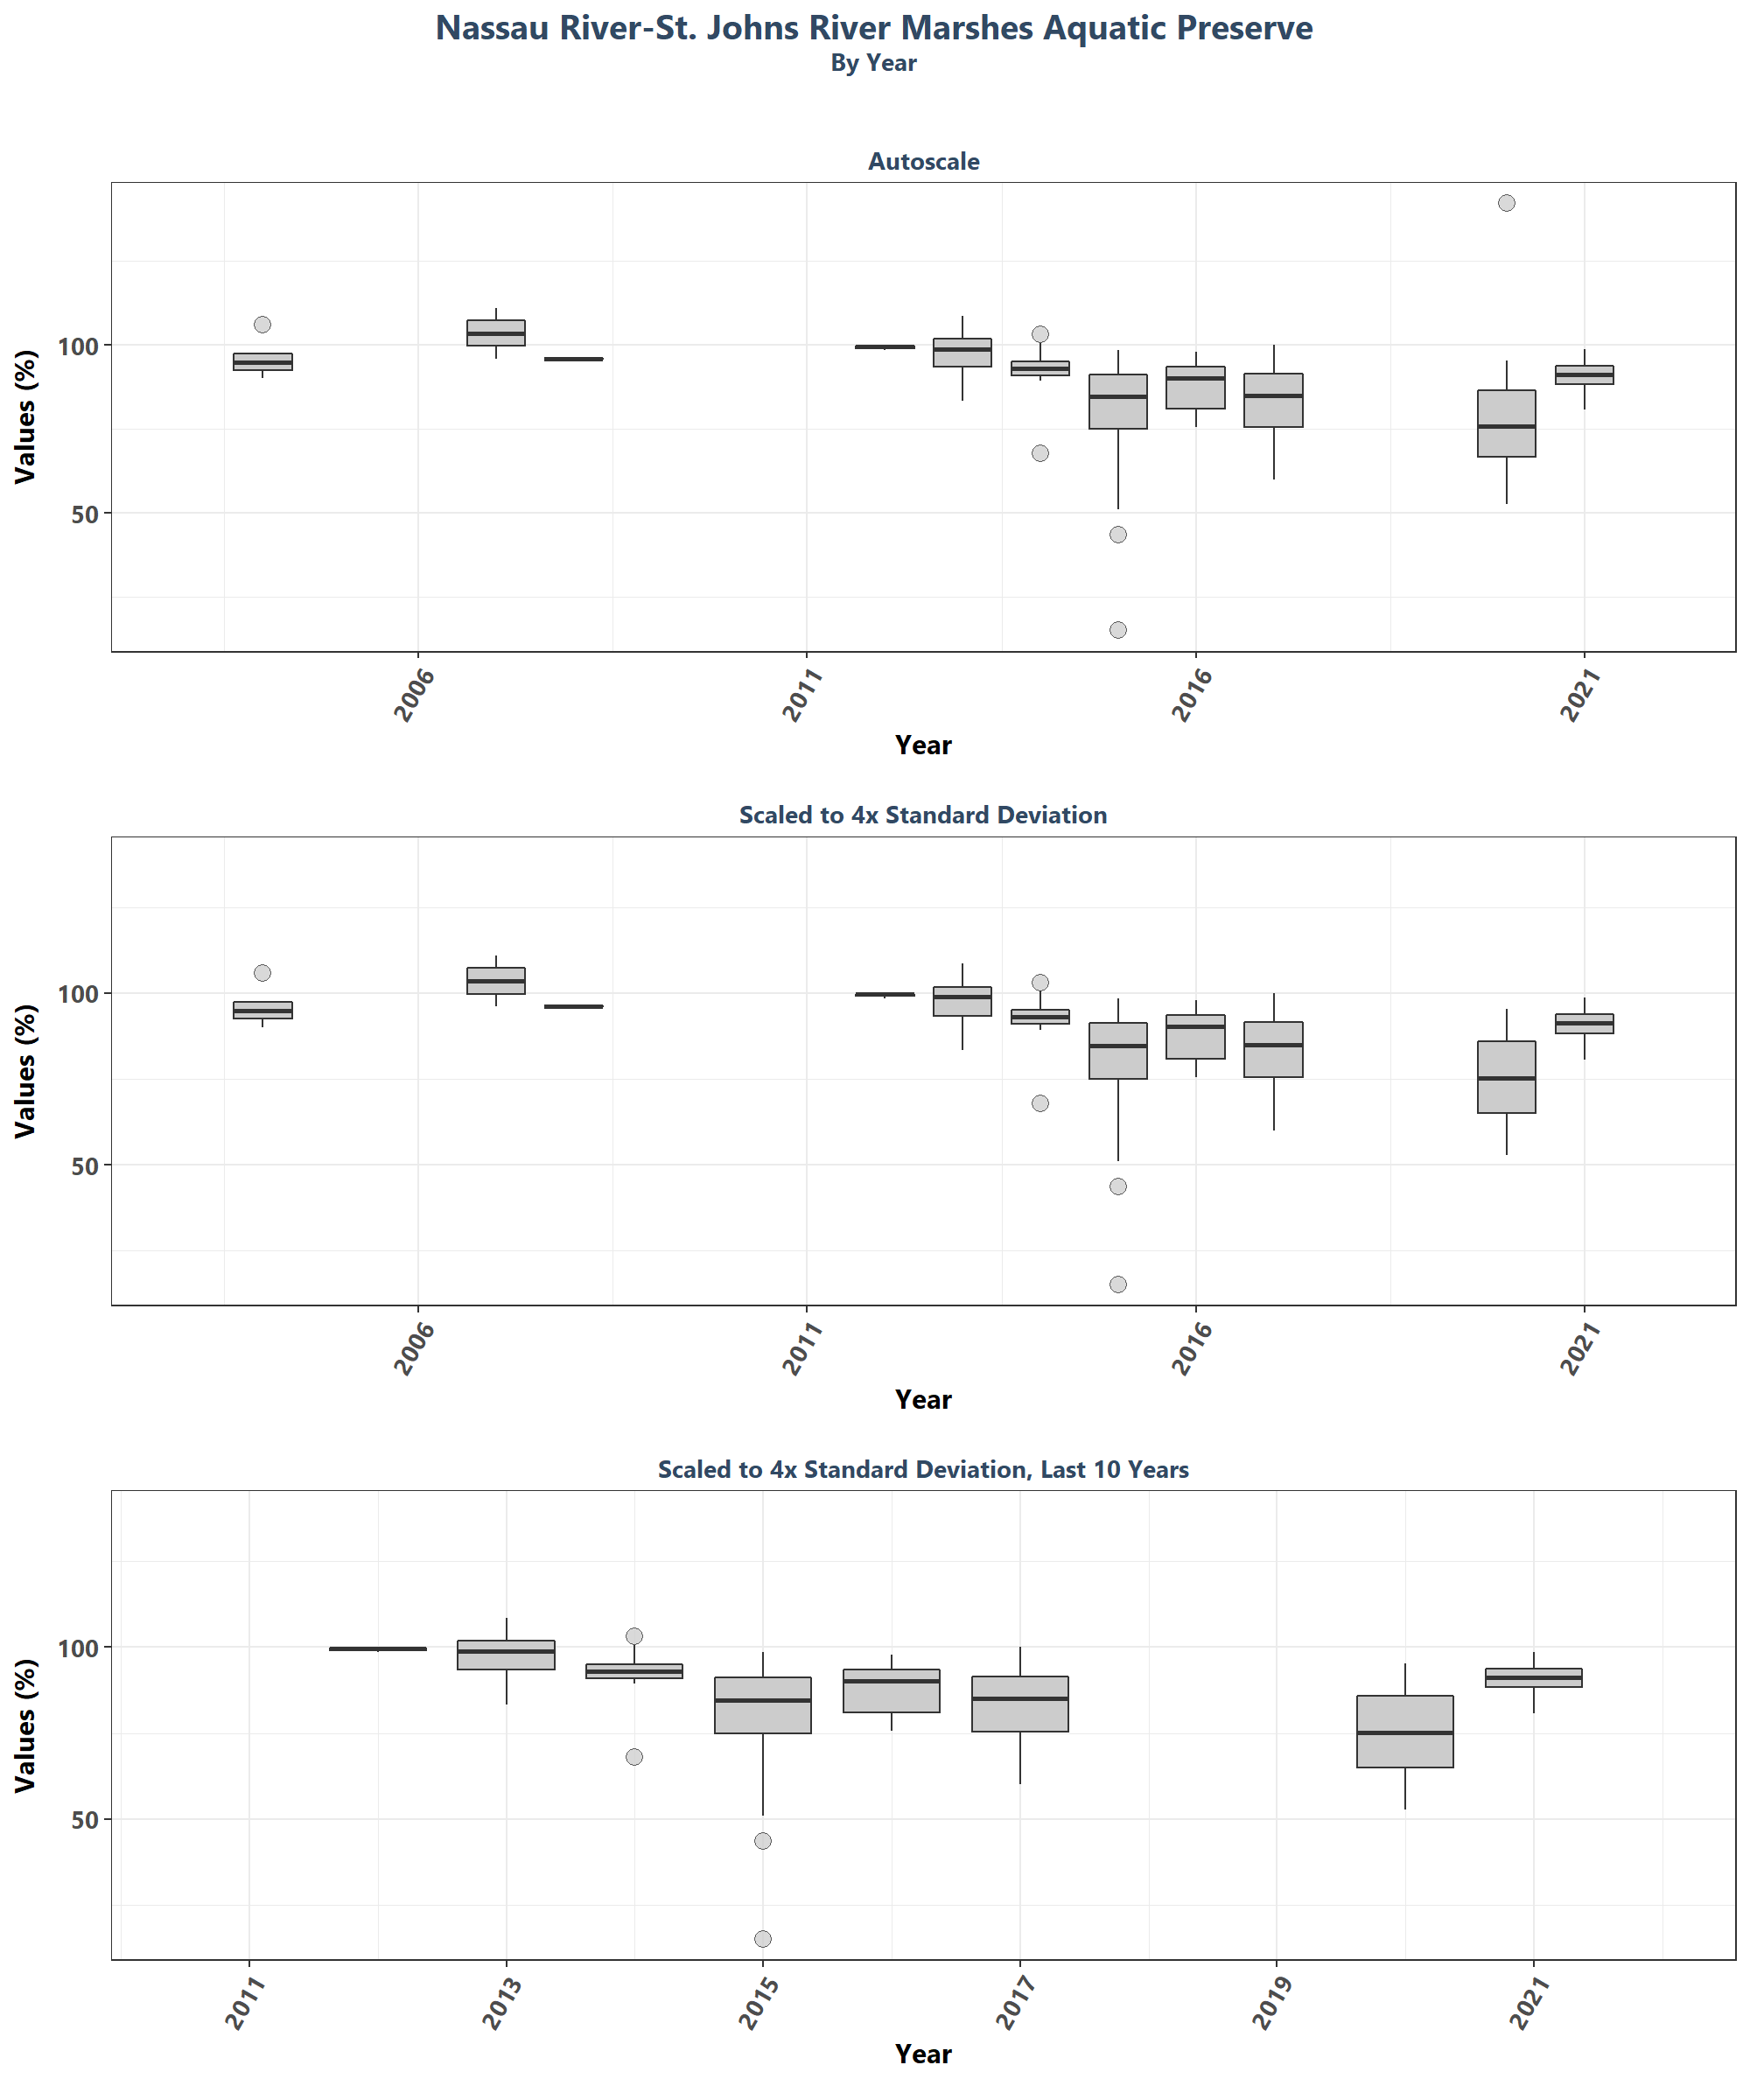 Nassau River-St. Johns River Marshes Aquatic Preserve
By Year
Autoscale
Values (%)
100
50
2006
2011
2016
2021
Year
Scaled to 4x Standard Deviation
Values (%)
100
50
2006
2011
2016
2021
Year
Scaled to 4x Standard Deviation, Last 10 Years
Values (%)
100
50
2011
2013
2015
2017
2019
2021
Year